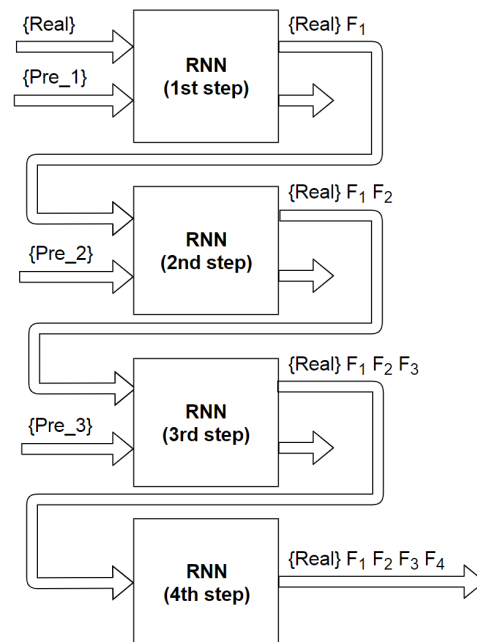 {Real}
{Real} F1
{Pre_1}
RNN
(1st step)
{Real} F1 F2
{Pre_2}
RNN
(2nd step)
{Real} F1 F2 F3
{Pre_3}
RNN
(3rd step)
{Real} F1 F2 F3 F4
RNN
(4th step)